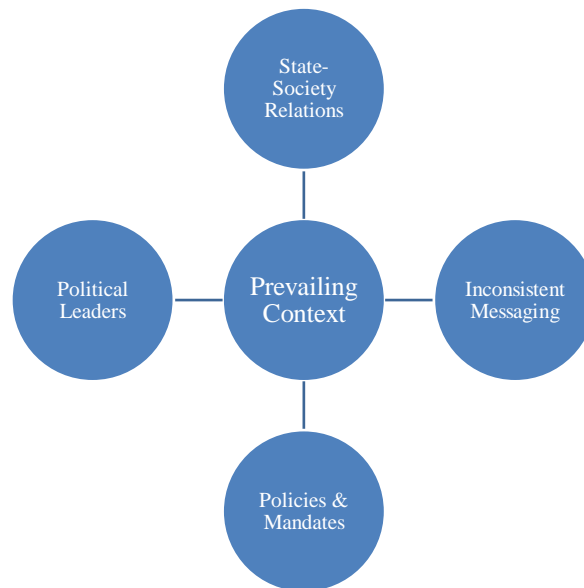 State-
Society
Relations
Political
Leaders
Prevailing
Context
Inconsistent
Messaging
Policies &
Mandates